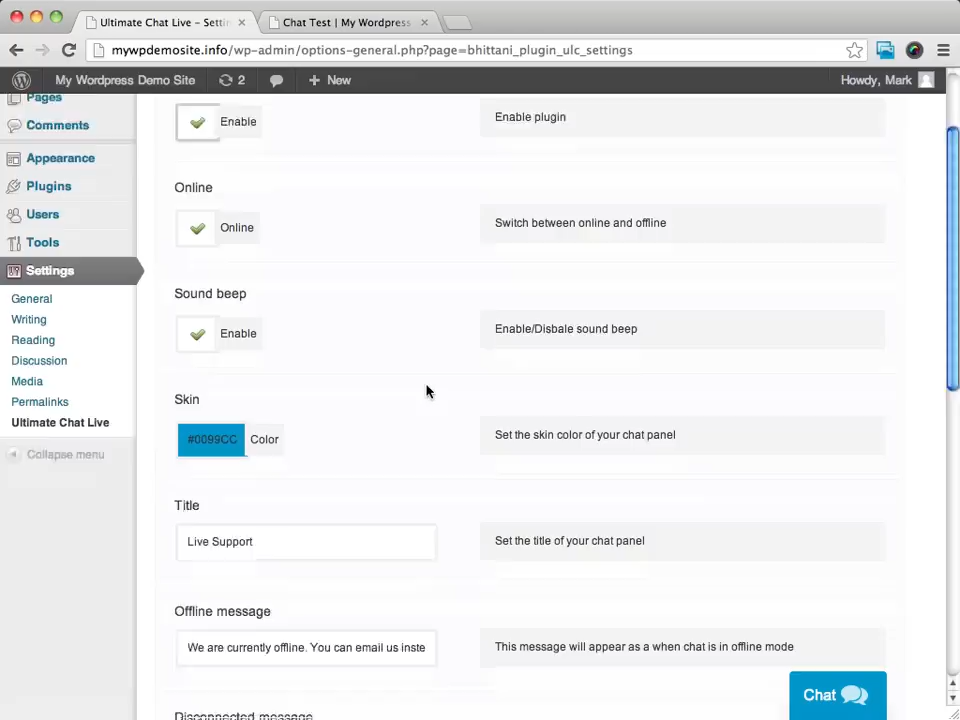 Ultimate Chat Live – Settin
Chat Test | My Wordpress
mywpdemosite.info/wp-admin/options-general.php?page=bhittani_plugin_ulc_settings
My Wordpress Demo Site
2
New
Howdy, Mark
Pages
Comments
Appearance
Plugins
Users
Tools
Settings
General
Writing
Reading
Discussion
Media
Permalinks
Ultimate Chat Live
Collapse menu
Enable
Enable plugin
Online
Online
Switch between online and offline
Sound beep
Enable
Enable/Disbale sound beep
Skin
#0099CC
Color
Set the skin color of your chat panel
Title
Live Support
Set the title of your chat panel
Offline message
We are currently offline. You can email us inste
This message will appear as a when chat is in offline mode
Disconnected message
Chat